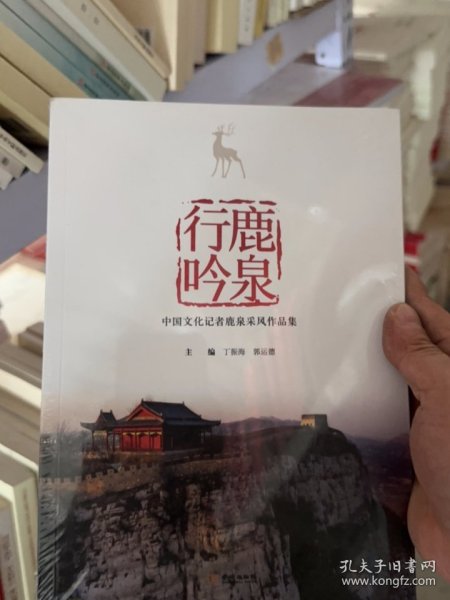 鹿泉
行吟
中国文化记者鹿泉采风作品集
主 编 丁振海 郭运德
孔夫子旧书网
www.kongfz.com